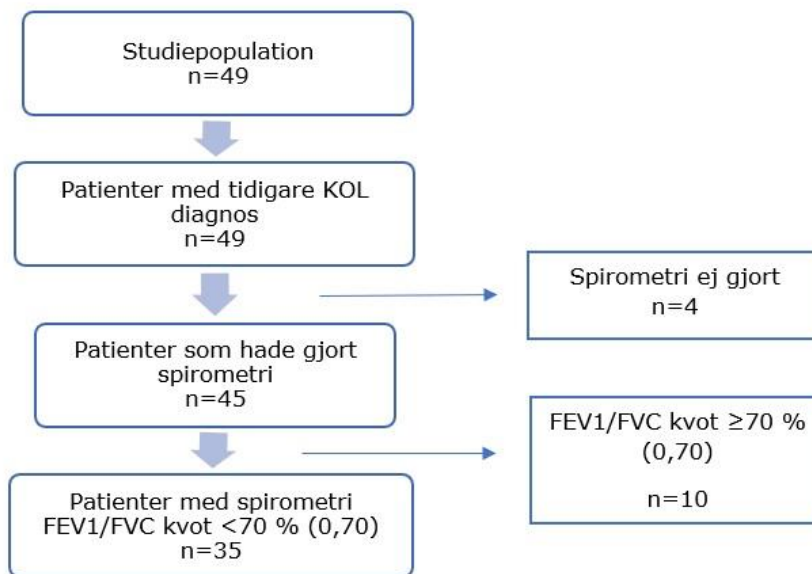 Studiepopulation
n=49
Patienter med tidigare KOL
diagnos
n=49
Spirometri ej gjort
n=4
Patienter som hade gjort
spirometri
n=45
FEV1/FVC kvot ≥70 %
(0,70)
n=10
Patienter med spirometri
FEV1/FVC kvot <70 % (0,70)
n=35